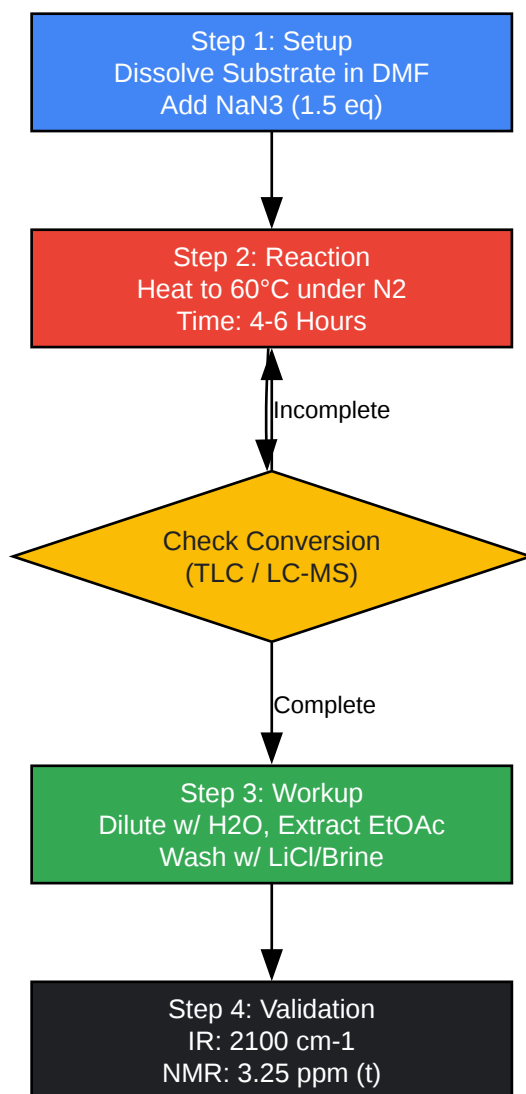 Step 1: Setup
Dissolve Substrate in DMF
Add NaN3 (1.5 eq)
Step 2: Reaction
Heat to 60°C under N2
Time: 4-6 Hours
Incomplete
Check Conversion
(TLC / LC-MS)
Complete
Step 3: Workup
Dilute w/ H2O, Extract EtOAc
Wash w/ LiCl/Brine
Step 4: Validation
IR: 2100 cm-1
NMR: 3.25 ppm (t)